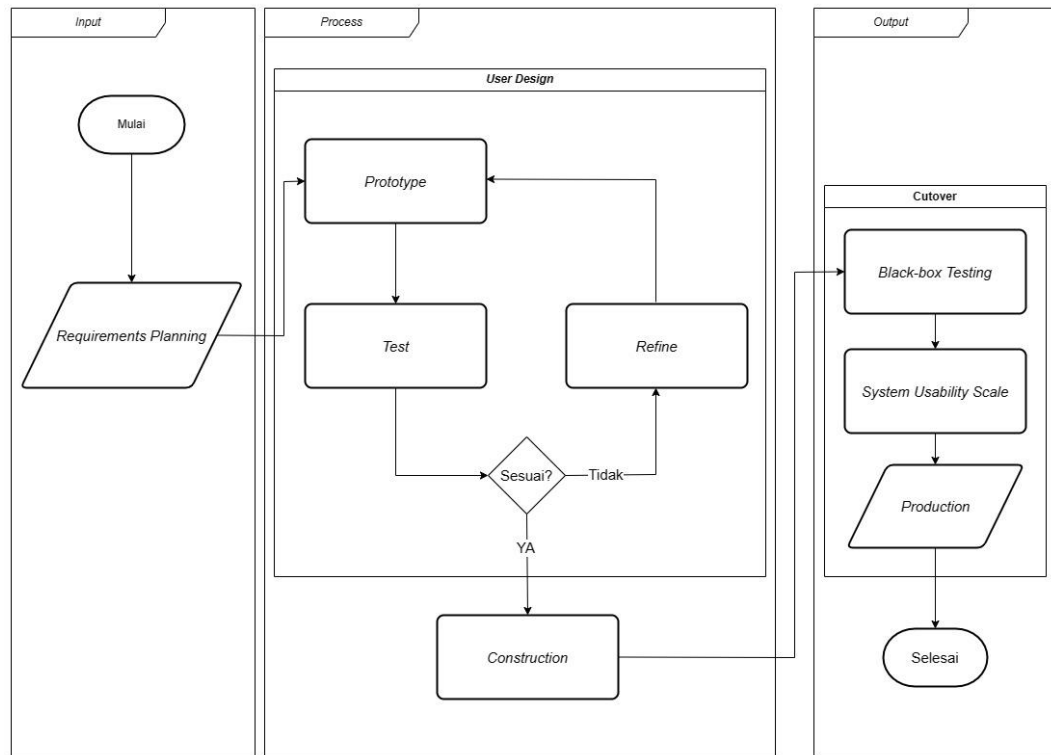 Input
Process
Output
User Design
Mulai
Prototype
Requirements Planning
Test
Refine
Sesuai?
Tidak
YA
Construction
Cutover
Black-box Testing
System Usability Scale
Production
Selesai